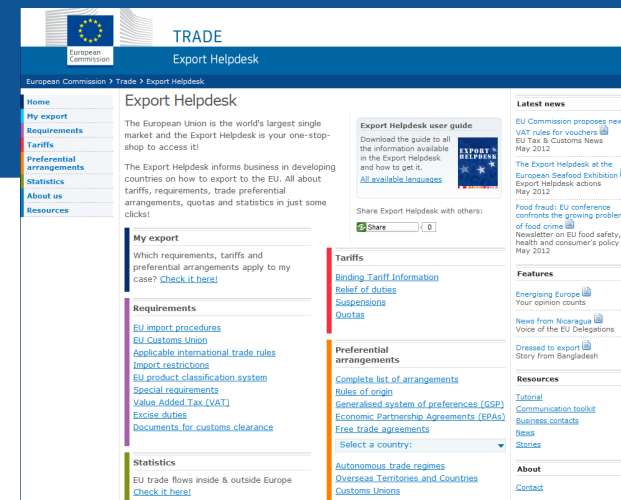 European
Commission
TRADE
Export Helpdesk
European Commission > Trade > Export Helpdesk
Home
My export
Requirements
Tariffs
Preferential
arrangements
Statistics
About us
Resources
Export Helpdesk
The European Union is the world's largest single
market and the Export Helpdesk is your one-stop-
shop to access it!
The Export Helpdesk informs business in developing
countries on how to export to the EU. All about
tariffs, requirements, trade preferential
arrangements, quotas and statistics in just some
clicks!
Export Helpdesk user guide
Download the guide to all
the information available
in the Export Helpdesk
and how to get it.
All available languages
EXPORT
HELPDESK
Share Export Helpdesk with others:
Share
0
My export
Which requirements, tariffs and
preferential arrangements apply to my
case? Check it here!
Requirements
EU import procedures
EU Customs Union
Applicable international trade rules
Import restrictions
EU product classification system
Special requirements
Value Added Tax (VAT)
Excise duties
Documents for customs clearance
Statistics
EU trade flows inside & outside Europe
Check it here!
Tariffs
Binding Tariff Information
Relief of duties
Suspensions
Quotas
Preferential
arrangements
Complete list of arrangements
Rules of origin
Generalised system of preferences (GSP)
Economic Partnership Agreements (EPAs)
Free trade agreements
Select a country:
Autonomous trade regimes
Overseas Territories and Countries
Customs Unions
Latest news
EU Commission proposes new
VAT rules for vouchers
EU Tax & Customs News
May 2012
The Export Helpdesk at the
European Seafood Exhibition
Export Helpdesk actions
May 2012
Food fraud: EU conference
confronts the growing problem
of food crime
Newsletter on EU food safety,
health and consumer's policy
May 2012
Features
Energising Europe
Your opinion counts
News from Nicaragua
Voice of the EU Delegations
Dressed to export
Story from Bangladesh
Resources
Tutorial
Communication toolkit
Business contacts
News
Stories
About
Contact